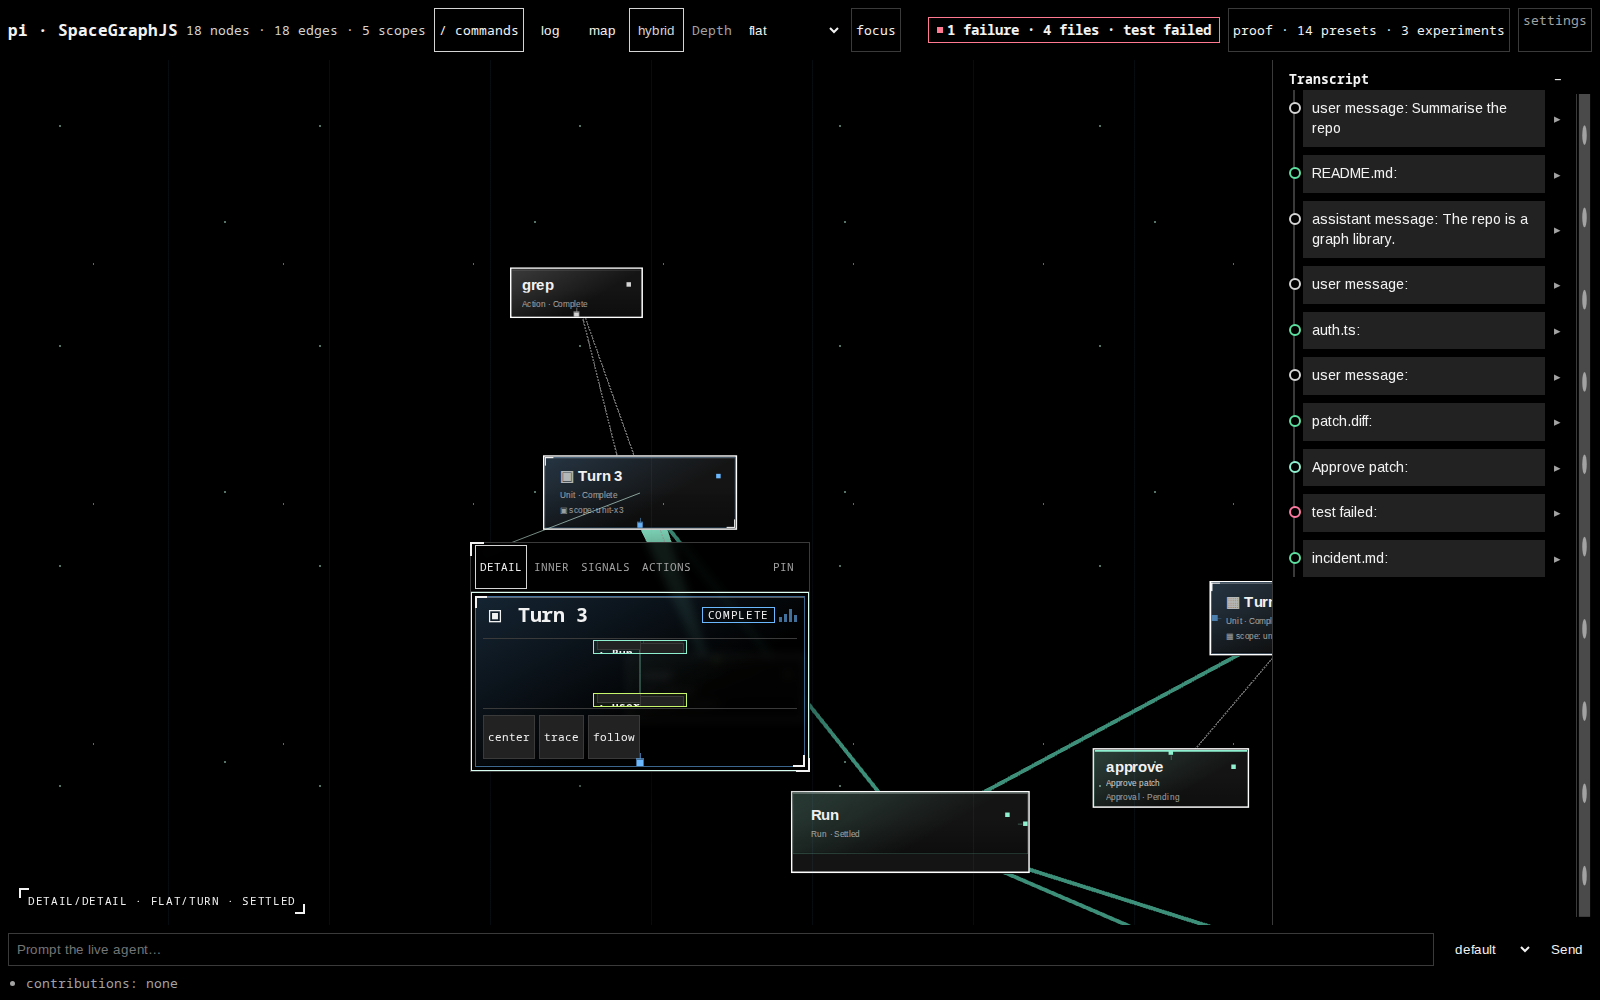 pi · SpaceGraphJS 18 nodes · 18 edges · 5 scopes / commands log map hybrid Depth flat focus 1 failure · 4 files · test failed proof · 14 presets · 3 experiments settings
Transcript –
user message: Summarise the
repo
README.md:
assistant message: The repo is a
graph library.
user message:
auth.ts:
user message:
patch.diff:
Approve patch:
test failed:
incident.md:
grep
Action · Complete
Turn 3
Unit · Complete
scope: unit-x3
DETAIL INNER SIGNALS ACTIONS PIN
Turn 3 COMPLETE
center trace follow
Unit · Compl
scope: un
approve
Approve patch
Approval · Pending
Run
Run · Settled
DETAIL/DETAIL · FLAT/TURN · SETTLED
Prompt the live agent… default Send
contributions: none